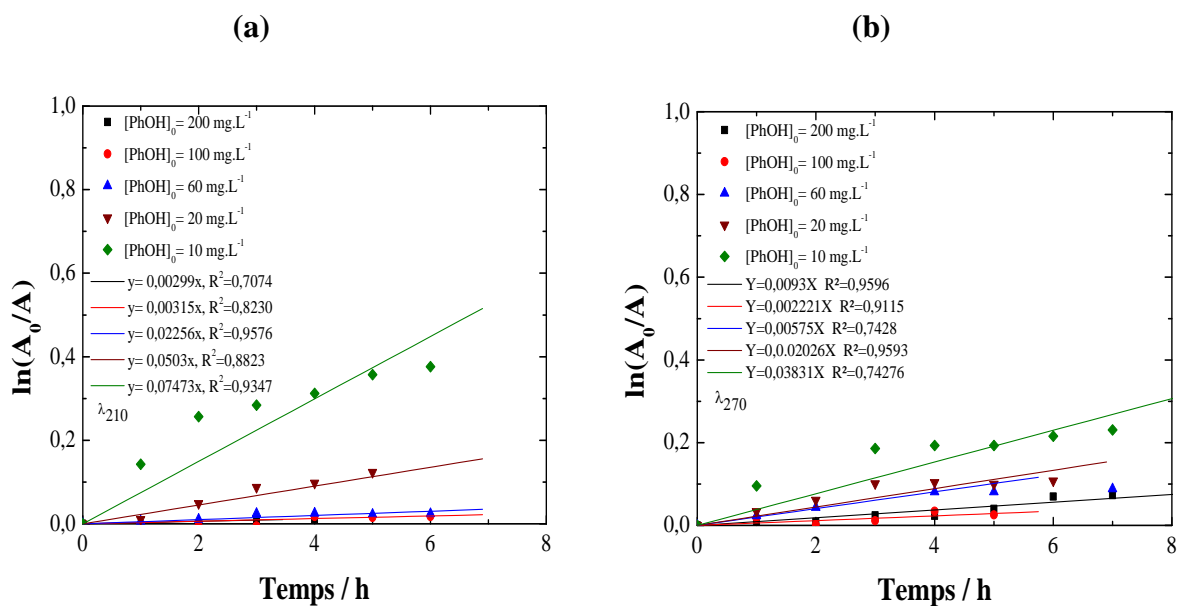 (a)
(b)
1,0
0,8
0,6
0,4
0,2
0,0
0
2
4
6
8
ln(A₀/A)
Temps / h
[PhOH]₀= 200 mg.L⁻¹
[PhOH]₀= 100 mg.L⁻¹
[PhOH]₀= 60 mg.L⁻¹
[PhOH]₀= 20 mg.L⁻¹
[PhOH]₀= 10 mg.L⁻¹
y= 0,00299x, R²=0,7074
y= 0,00315x, R²=0,8230
y= 0,02256x, R²=0,9576
y= 0,0503x, R²=0,8823
y= 0,07473x, R²=0,9347
λ₂₁₀
1,0
0,8
0,6
0,4
0,2
0,0
0
2
4
6
8
ln(A₀/A)
Temps / h
[PhOH]₀= 200 mg.L⁻¹
[PhOH]₀= 100 mg.L⁻¹
[PhOH]₀= 60 mg.L⁻¹
[PhOH]₀= 20 mg.L⁻¹
[PhOH]₀= 10 mg.L⁻¹
Y=0,0093X R²=0,9596
Y=0,002221X R²=0,9115
Y=0,00575X R²=0,7428
Y=0,0.02026X R²=0,9593
Y=0,03831X R²=0,74276
λ₂₇₀